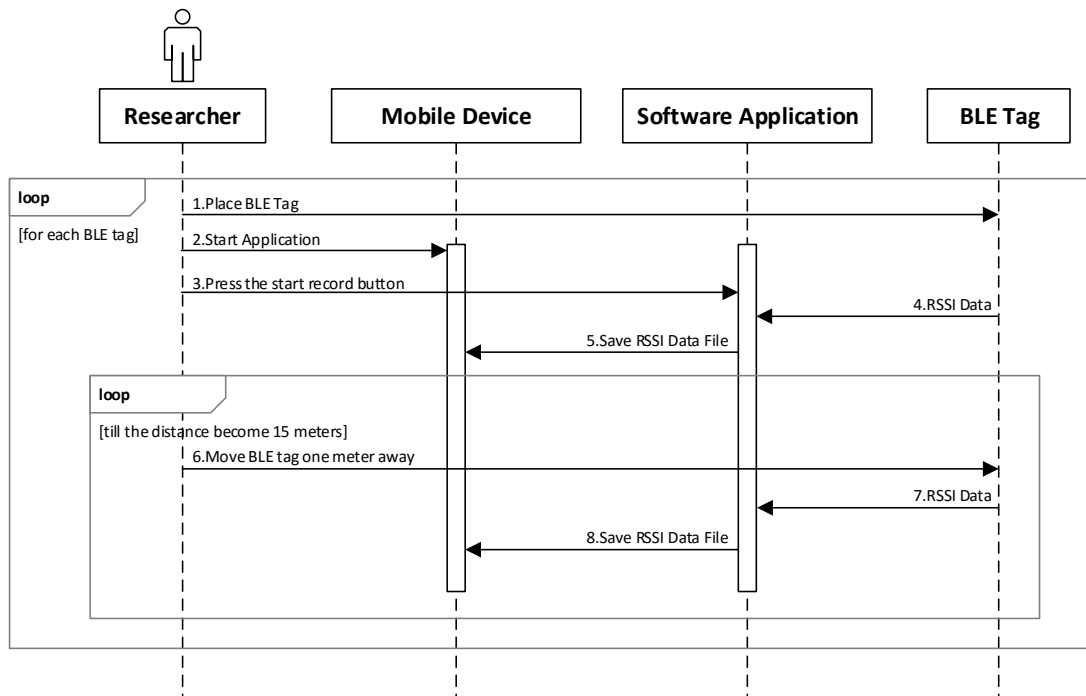 Researcher
Mobile Device
Software Application
BLE Tag
loop
[for each BLE tag]
1.Place BLE Tag
2.Start Application
3.Press the start record button
4.RSSI Data
5.Save RSSI Data File
loop
[till the distance become 15 meters]
6.Move BLE tag one meter away
7.RSSI Data
8.Save RSSI Data File